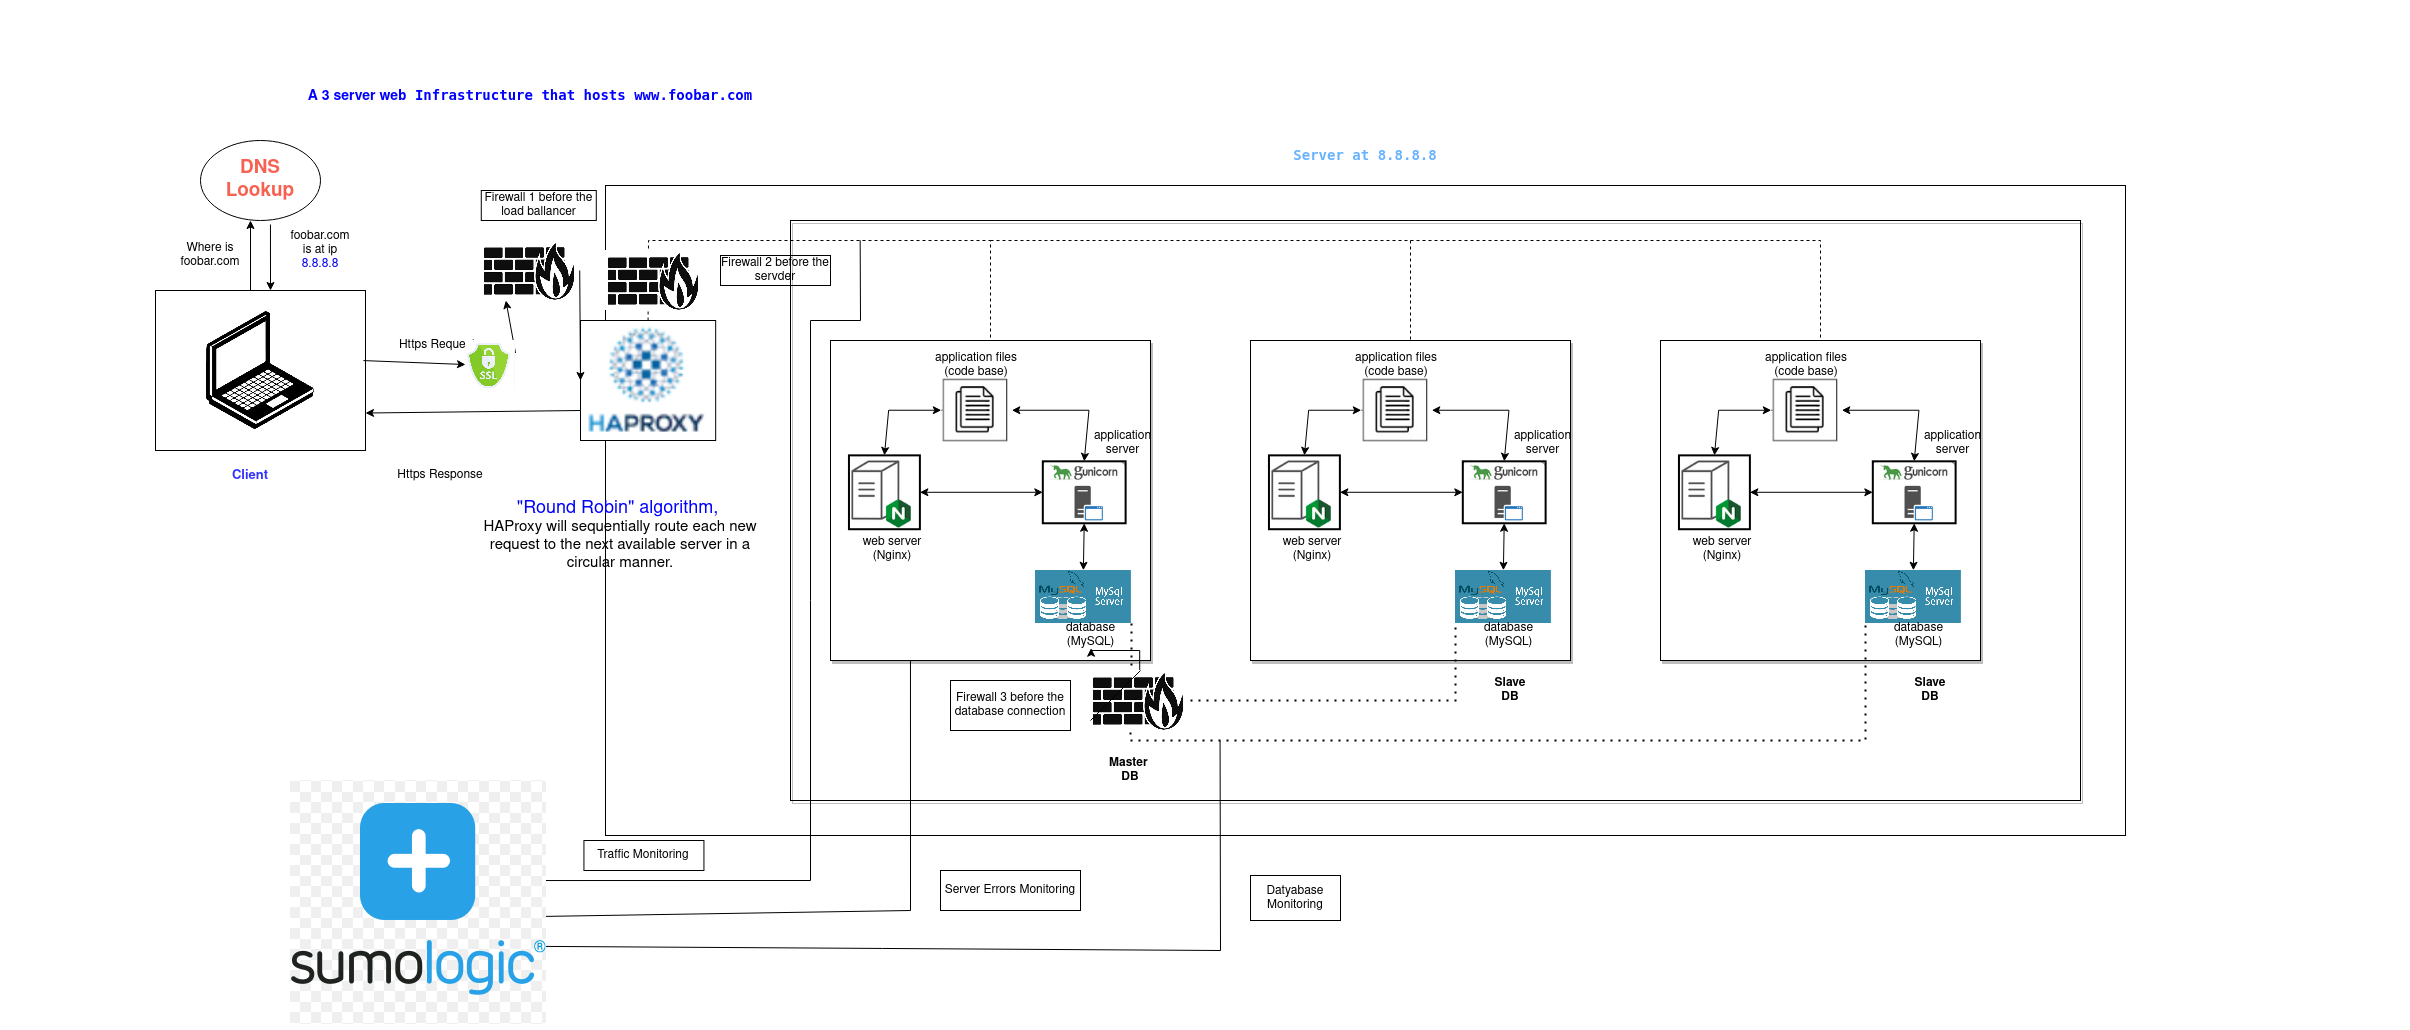 A 3 server web Infrastructure that hosts www.foobar.com
Server at 8.8.8.8
DNS
Lookup
Where is
foobar.com
foobar.com
is at ip
8.8.8.8
Client
Https Reque
SSL
Https Response
Firewall 1 before the
load ballancer
Firewall 2 before the
servder
HAPROXY
"Round Robin" algorithm,
HAProxy will sequentially route each new
request to the next available server in a
circular manner.
application files
(code base)
application
server
gunicorn
N
web server
(Nginx)
MySQL
MySql
Server
database
(MySQL)
Firewall 3 before the
database connection
Master
DB
application files
(code base)
application
server
gunicorn
N
web server
(Nginx)
MySQL
MySql
Server
database
(MySQL)
Slave
DB
application files
(code base)
application
server
gunicorn
N
web server
(Nginx)
MySQL
MySql
Server
database
(MySQL)
Slave
DB
Traffic Monitoring
Server Errors Monitoring
Datyabase
Monitoring
sumologic®